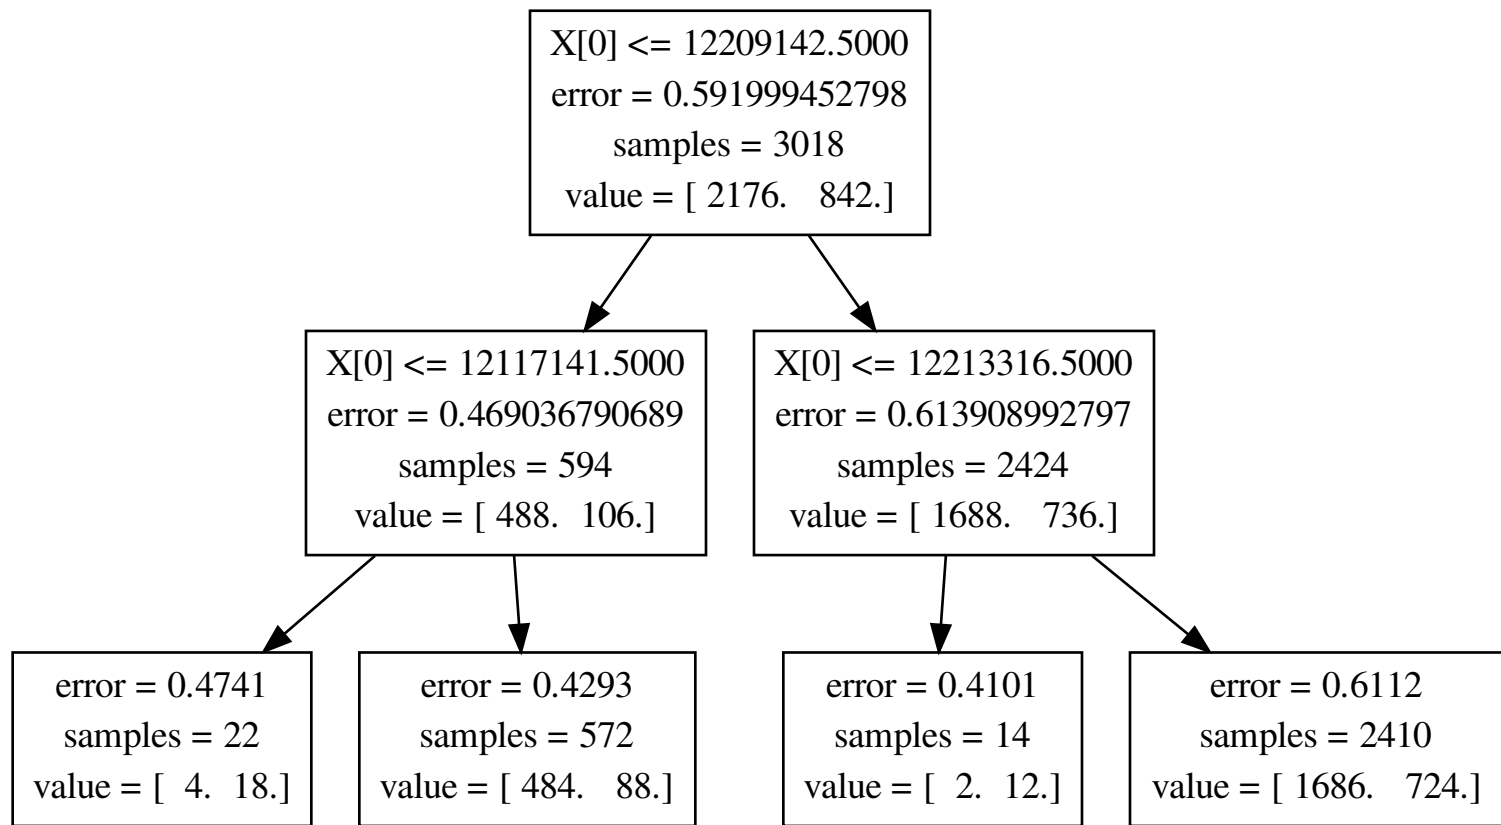 X[0] <= 12209142.5000
error = 0.591999452798
samples = 3018
value = [ 2176.   842.]
X[0] <= 12117141.5000
error = 0.469036790689
samples = 594
value = [ 488.  106.]
X[0] <= 12213316.5000
error = 0.613908992797
samples = 2424
value = [ 1688.   736.]
error = 0.4741
samples = 22
value = [  4.  18.]
error = 0.4293
samples = 572
value = [ 484.   88.]
error = 0.4101
samples = 14
value = [  2.  12.]
error = 0.6112
samples = 2410
value = [ 1686.   724.]